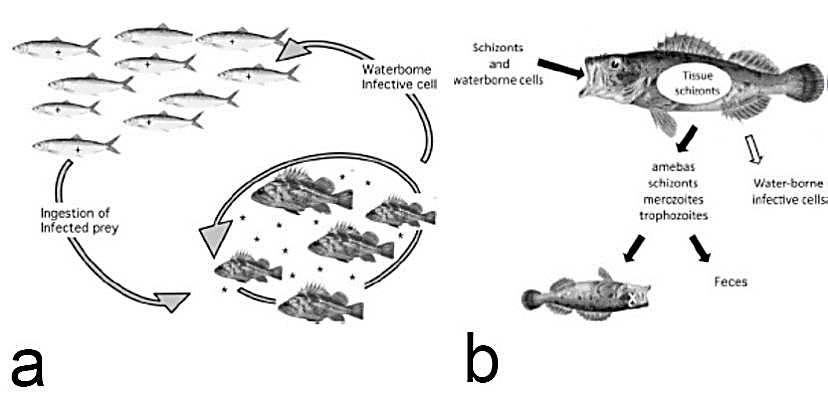 Waterborne
Infective cell
Ingestion of
Infected prey
a
Schizonts
and
waterborne cells
Tissue
schizonts
amebas
schizonts
merozoites
trophozoites
Water-borne
infective cells
Feces
b